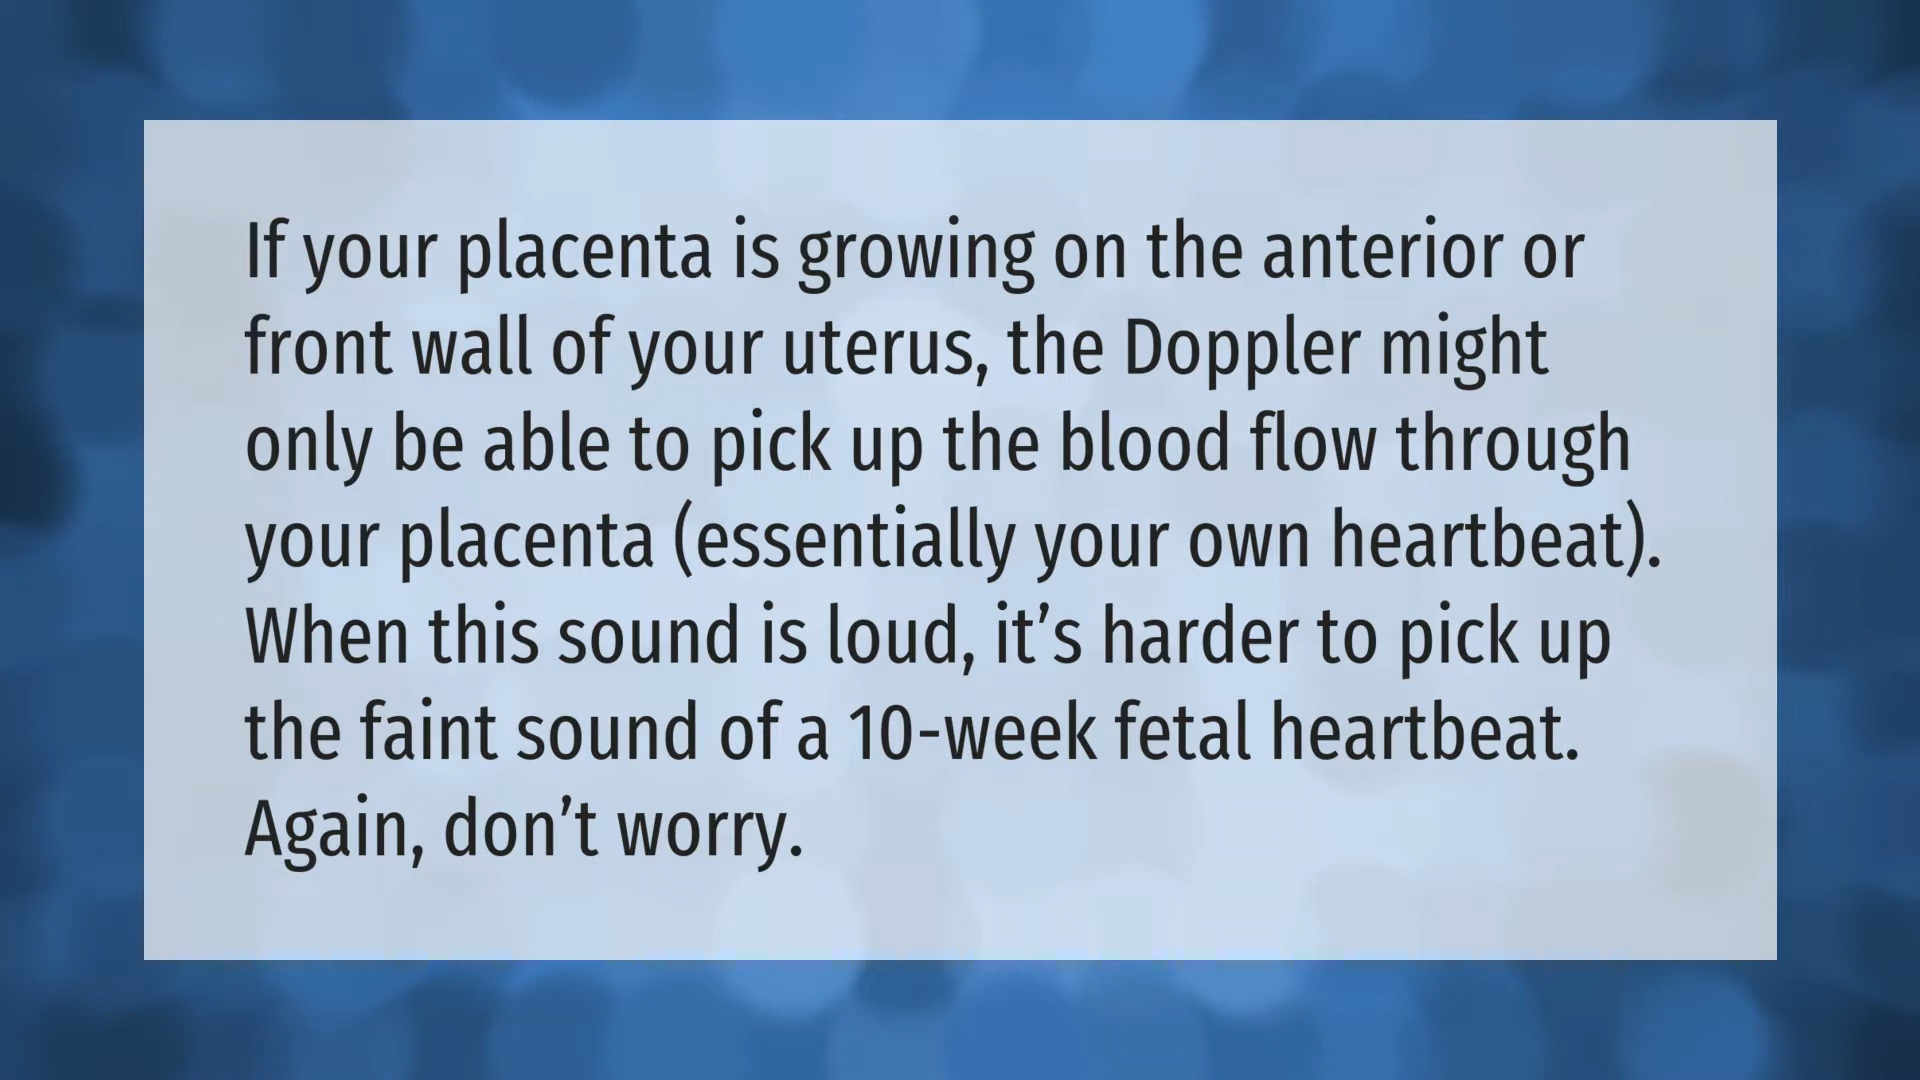 If your placenta is growing on the anterior or
front wall of your uterus, the Doppler might
only be able to pick up the blood flow through
your placenta (essentially your own heartbeat).
When this sound is loud, it’s harder to pick up
the faint sound of a 10-week fetal heartbeat.
Again, don’t worry.